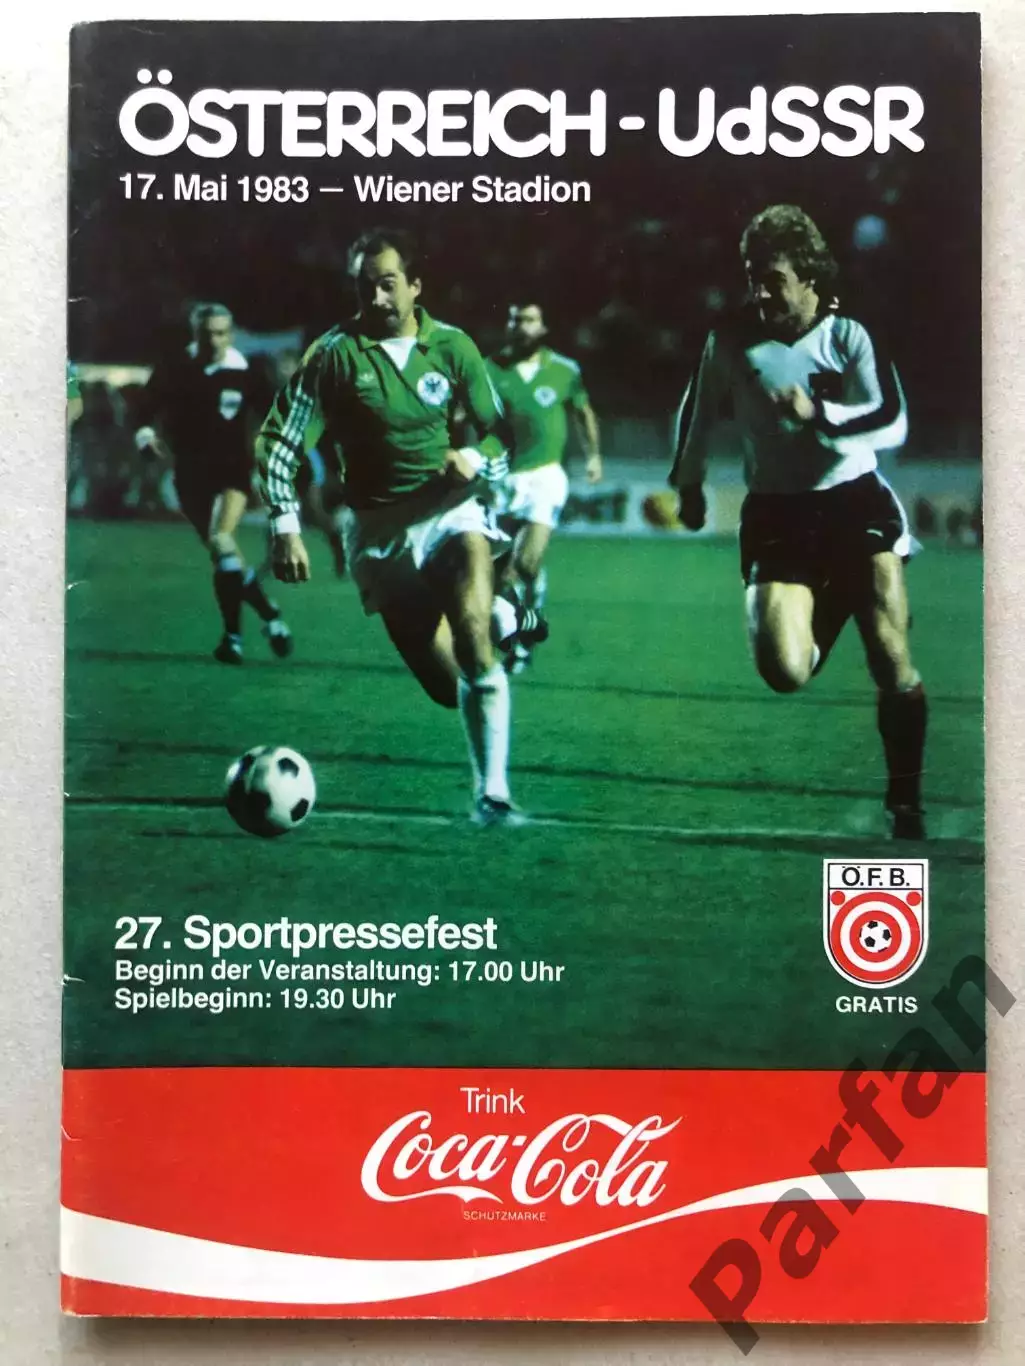 ÖSTERREICH - UdSSR
17. Mai 1983 – Wiener Stadion
27. Sportpressefest
Beginn der Veranstaltung: 17.00 Uhr
Spielbeginn: 19.30 Uhr
Ö.F.B.
GRATIS
Trink
Coca-Cola
SCHUTZMARKE
Parfan